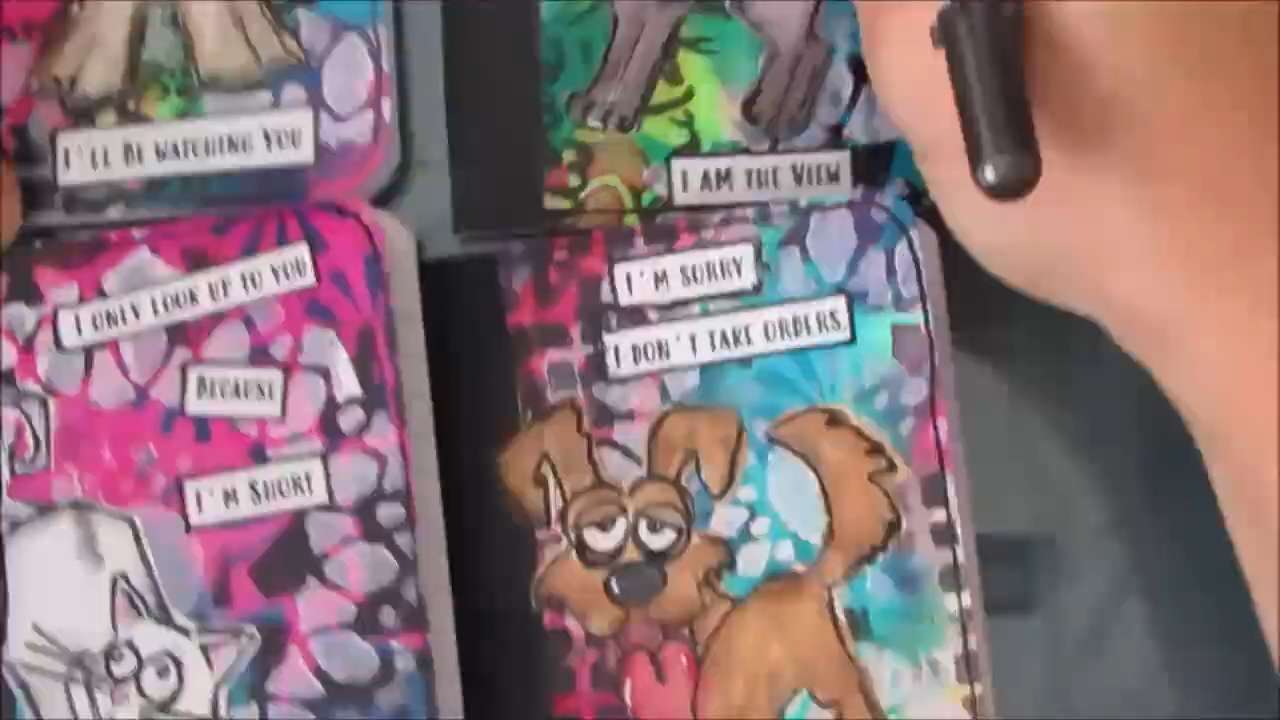 I'LL BE WATCHING YOU
I AM THE VIEW
I ONLY LOOK UP TO YOU
BECAUSE
I'M SHORT
I'M SORRY
I DON'T TAKE ORDERS.